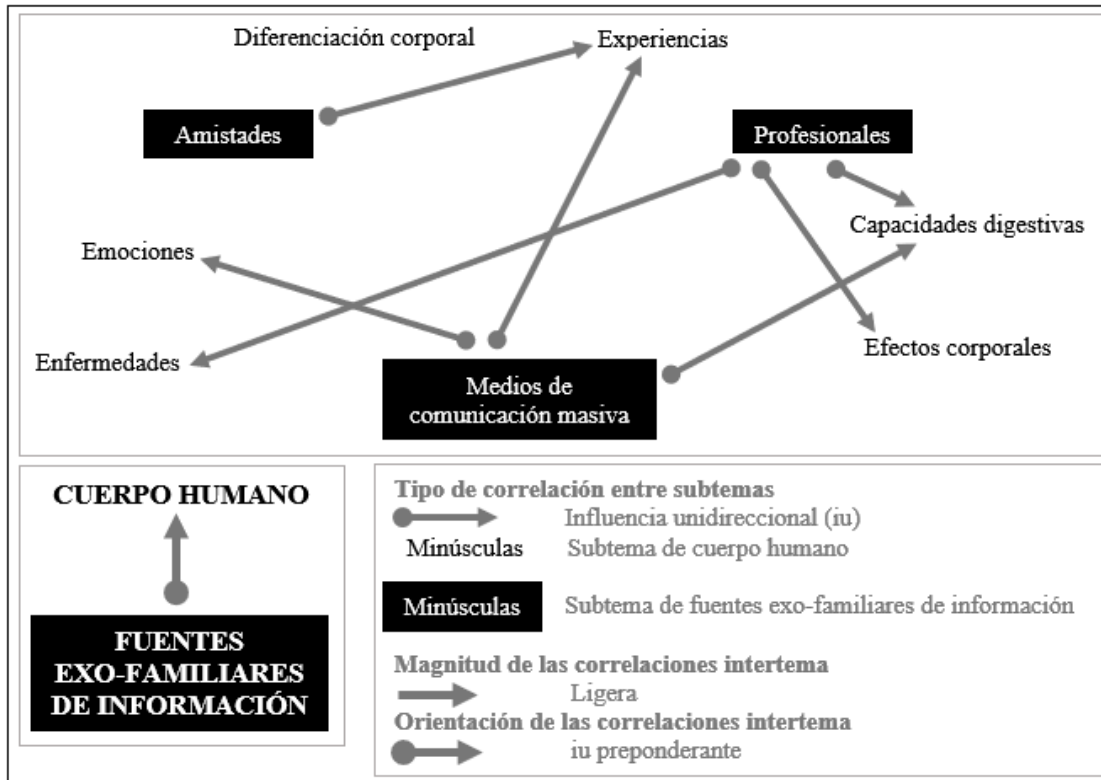 Diferenciación corporal
Experiencias
Amistades
Profesionales
Capacidades digestivas
Emociones
Efectos corporales
Enfermedades
Medios de
comunicación masiva
CUERPO HUMANO
FUENTES
EXO-FAMILIARES
DE INFORMACIÓN
Tipo de correlación entre subtemas
Influencia unidireccional (iu)
Minúsculas Subtema de cuerpo humano
Minúsculas Subtema de fuentes exo-familiares de información
Magnitud de las correlaciones intertema
Ligera
Orientación de las correlaciones intertema
iu preponderante